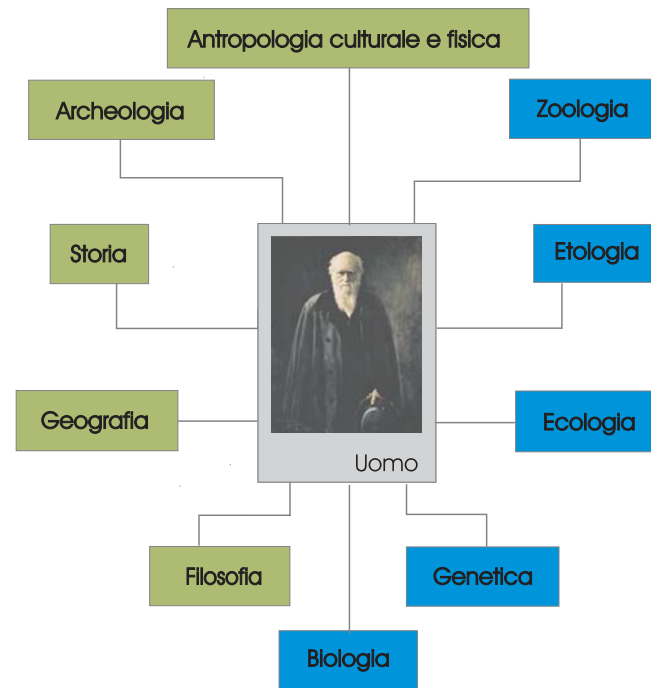 Antropologia culturale e fisica
Archeologia
Zoologia
Storia
Etologia
Geografia
Ecologia
Uomo
Filosofia
Genetica
Biologia